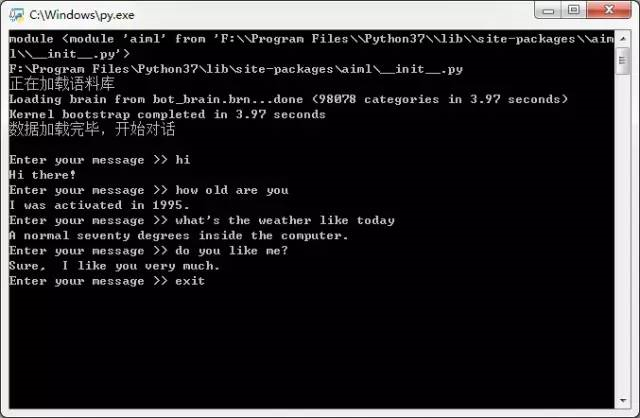 C:\Windows\py.exe
module <module 'aiml' from 'F:\\Program Files\\Python37\\lib\\site-packages\\aim
l\\__init__.py'>
F:\Program Files\Python37\lib\site-packages\aiml\__init__.py
正在加载语料库
Loading brain from bot_brain.brn...done (98078 categories in 3.97 seconds)
Kernel bootstrap completed in 3.97 seconds
数据加载完毕，开始对话
Enter your message >> hi
Hi there!
Enter your message >> how old are you
I was activated in 1995.
Enter your message >> what's the weather like today
A normal seventy degrees inside the computer.
Enter your message >> do you like me?
Sure,  I like you very much.
Enter your message >> exit